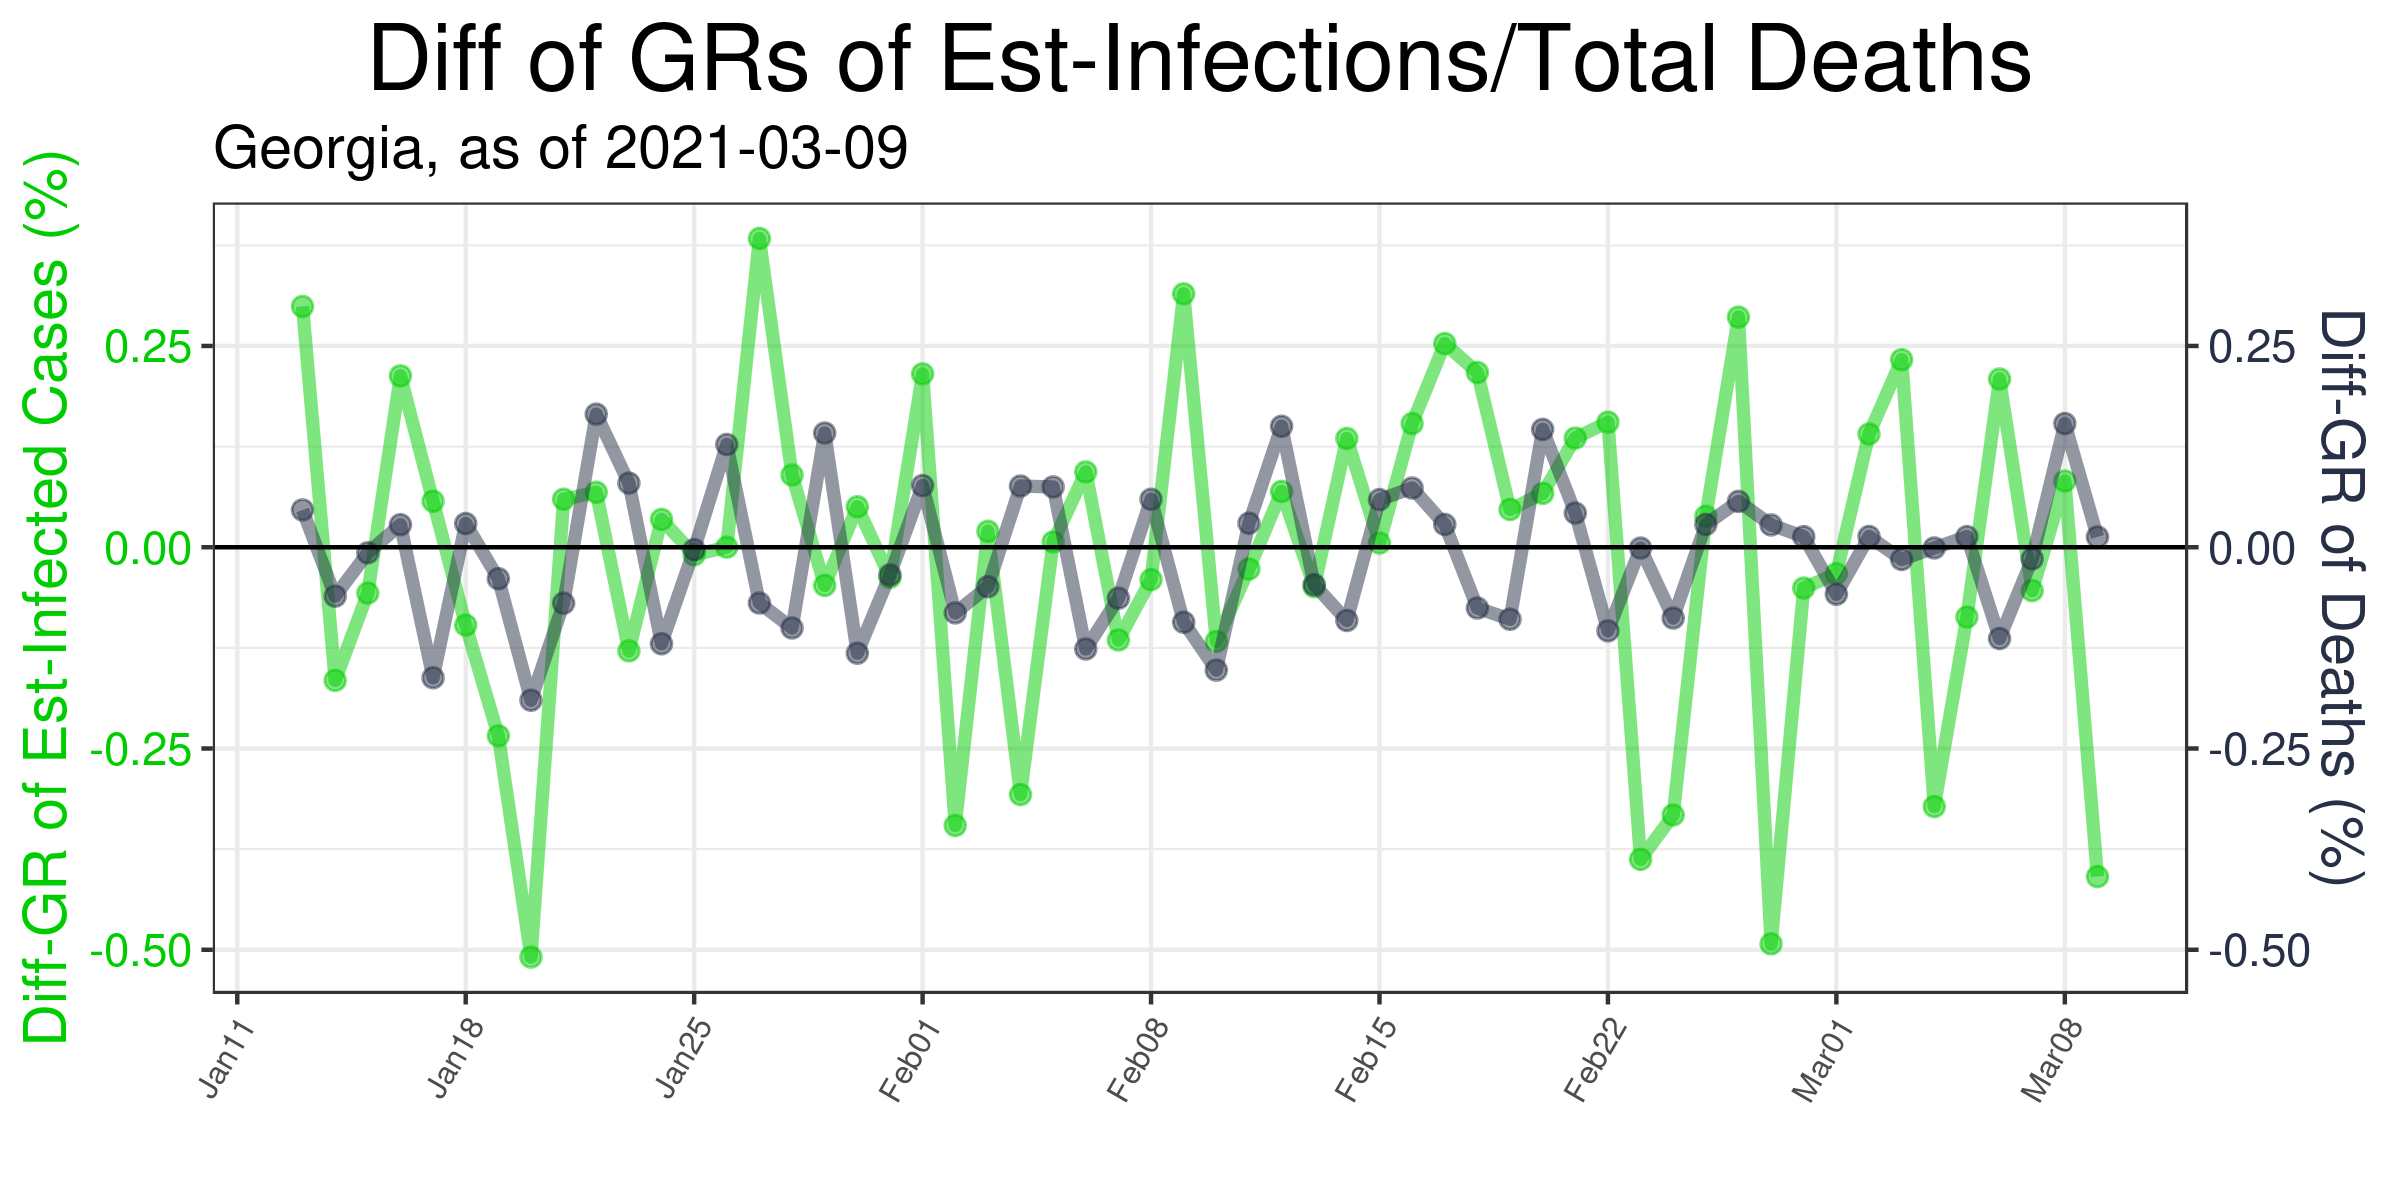 Diff of GRs of Est-Infections/Total Deaths
Georgia, as of 2021-03-09
Diff-GR of Est-Infected Cases (%)
0.25
0.00
-0.25
-0.50
0.25
0.00
-0.25
-0.50
Diff-GR of Deaths (%)
Jan11
Jan18
Jan25
Feb01
Feb08
Feb15
Feb22
Mar01
Mar08